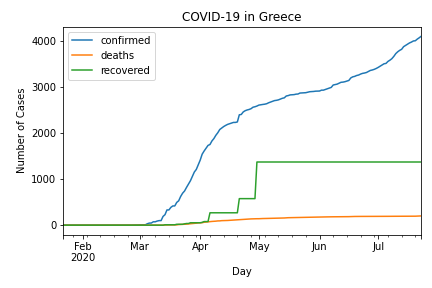 COVID-19 in Greece
confirmed
deaths
recovered
Number of Cases
4000
3000
2000
1000
0
Feb
2020
Mar
Apr
May
Jun
Jul
Day